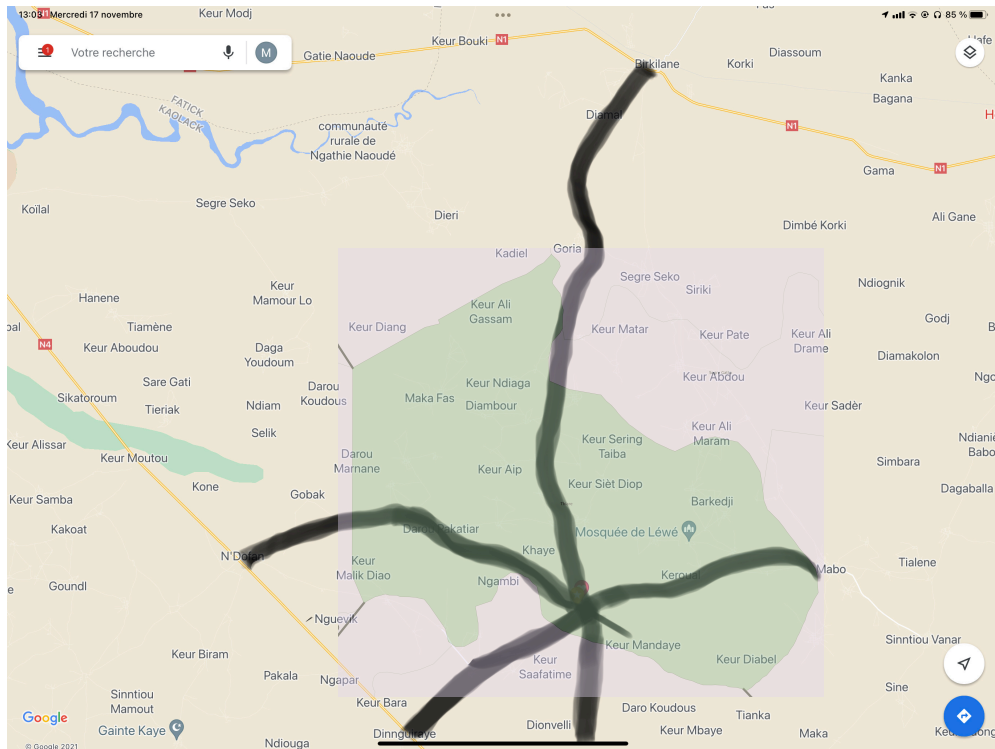 13:03 Mercredi 17 novembre
85 %
Keur Modj
Votre recherche
M
1
Gatie Naoude
Keur Bouki
N1
Birkilane
Korki
Diassoum
Kanka
Bagana
FATICK
KAOLACK
communauté
rurale de
Ngathie Naoudé
Diamal
N1
Gama
N1
Koïlal
Segre Seko
Dieri
Dimbé Korki
Ali Gane
Kadiel
Goria
Segre Seko
Siriki
Ndiognik
Hanene
Keur
Mamour Lo
Keur Ali
Gassam
Keur Diang
Keur Matar
Keur Pate
Keur Ali
Drame
Godj
Tiamène
N4
Keur Aboudou
Daga
Youdoum
Diamakolon
Sare Gati
Darou
Koudous
Keur Ndiaga
Keur Abdou
Sikatoroum
Tieriak
Ndiam
Maka Fas
Diambour
Keur Sadèr
Selik
Keur Sering
Taiba
Keur Ali
Maram
Keur Alissar
Keur Moutou
Darou
Marnane
Keur Aip
Simbara
Kone
Gobak
Keur Sièt Diop
Dagaballa
Keur Samba
Barkedji
Kakoat
Mosquée de Léwé
N'Dofan
Khaye
Keur
Malik Diao
Ngambi
Mabo
Tialene
Goundl
Nguevik
Keur Mandaye
Sinntiou Vanar
Keur Biram
Keur
Saafatime
Keur Diabel
Pakala
Ngapar
Sine
Sinntiou
Mamout
Keur Bara
Daro Koudous
Tianka
Google
Gainte Kaye
Dinnguiraye
Dionvelli
Keur Mbaye
Maka
Ndiouga
© Google 2021